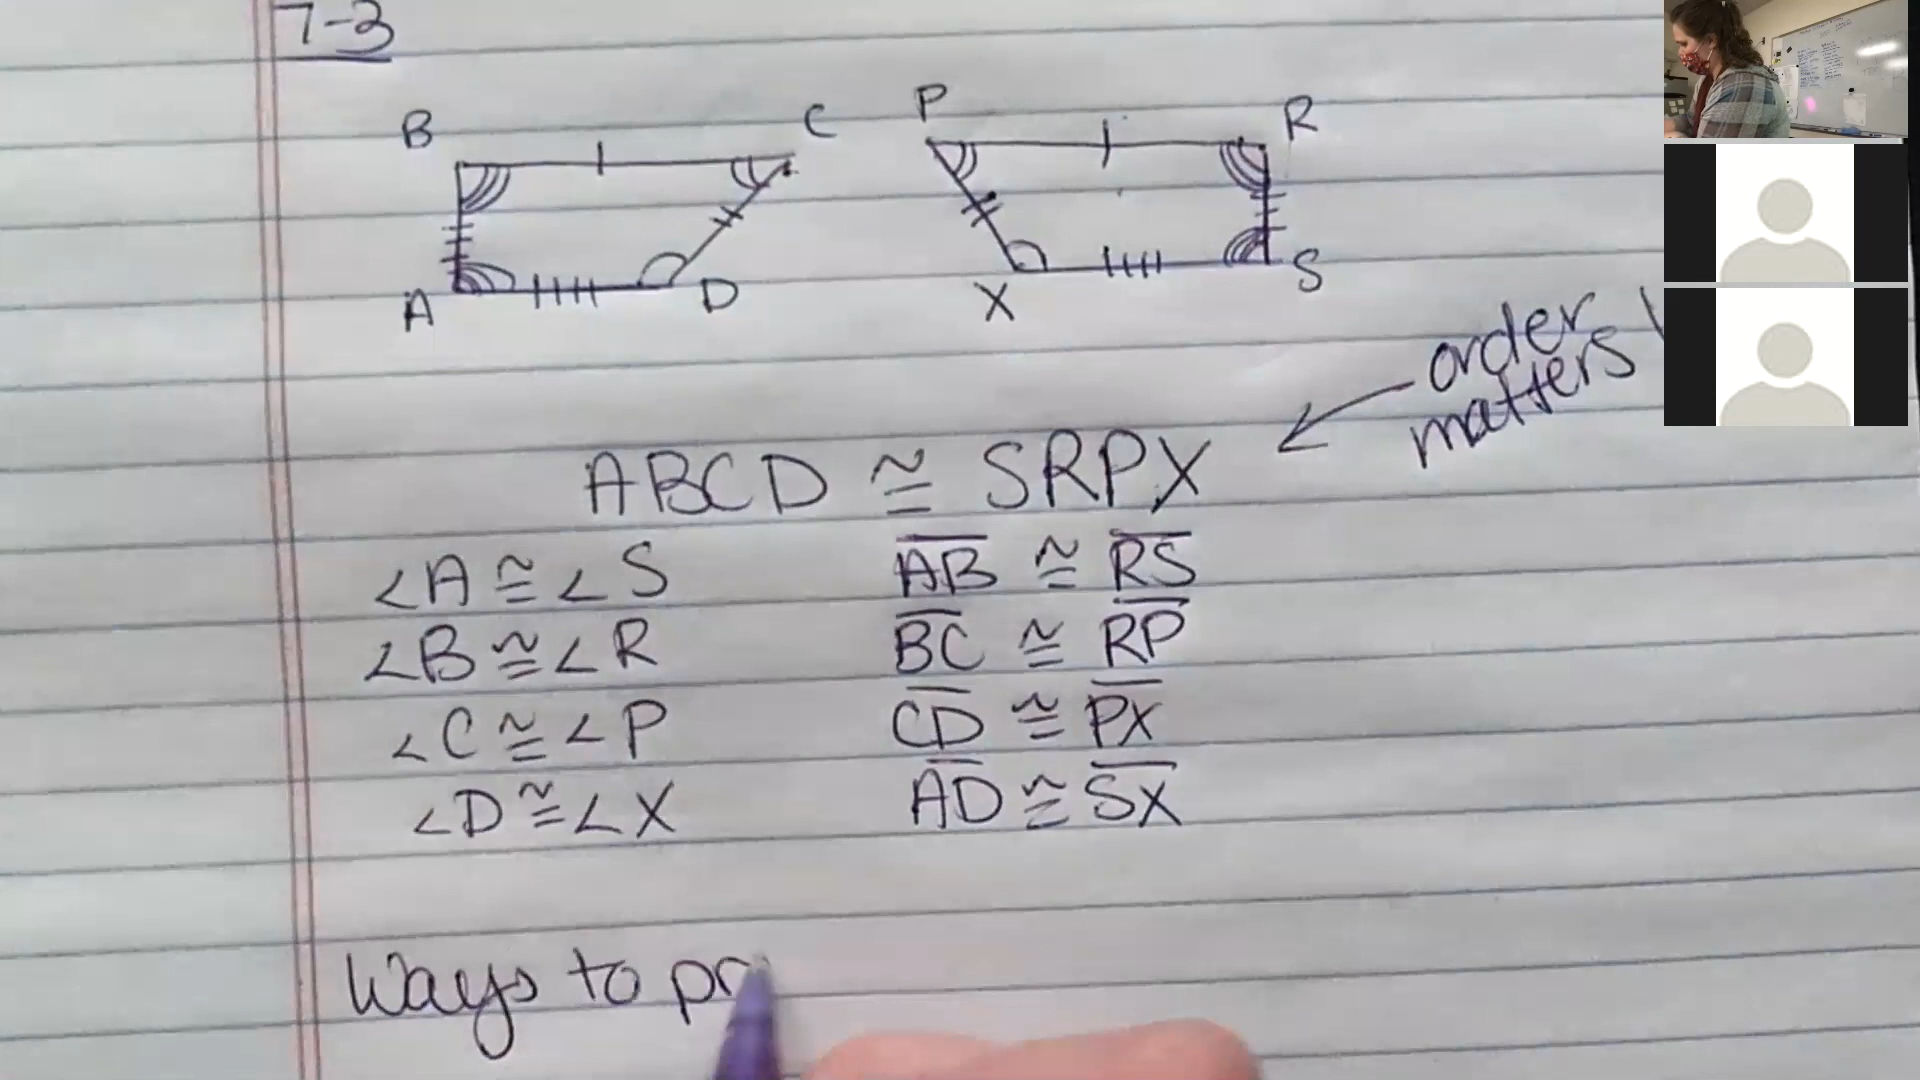 7-3
B C P R
A D X S
order
matters
ABCD ≅ SRPX
∠A ≅ ∠S AB ≅ RS
∠B ≅ ∠R BC ≅ RP
∠C ≅ ∠P CD ≅ PX
∠D ≅ ∠X AD ≅ SX
Ways to pr